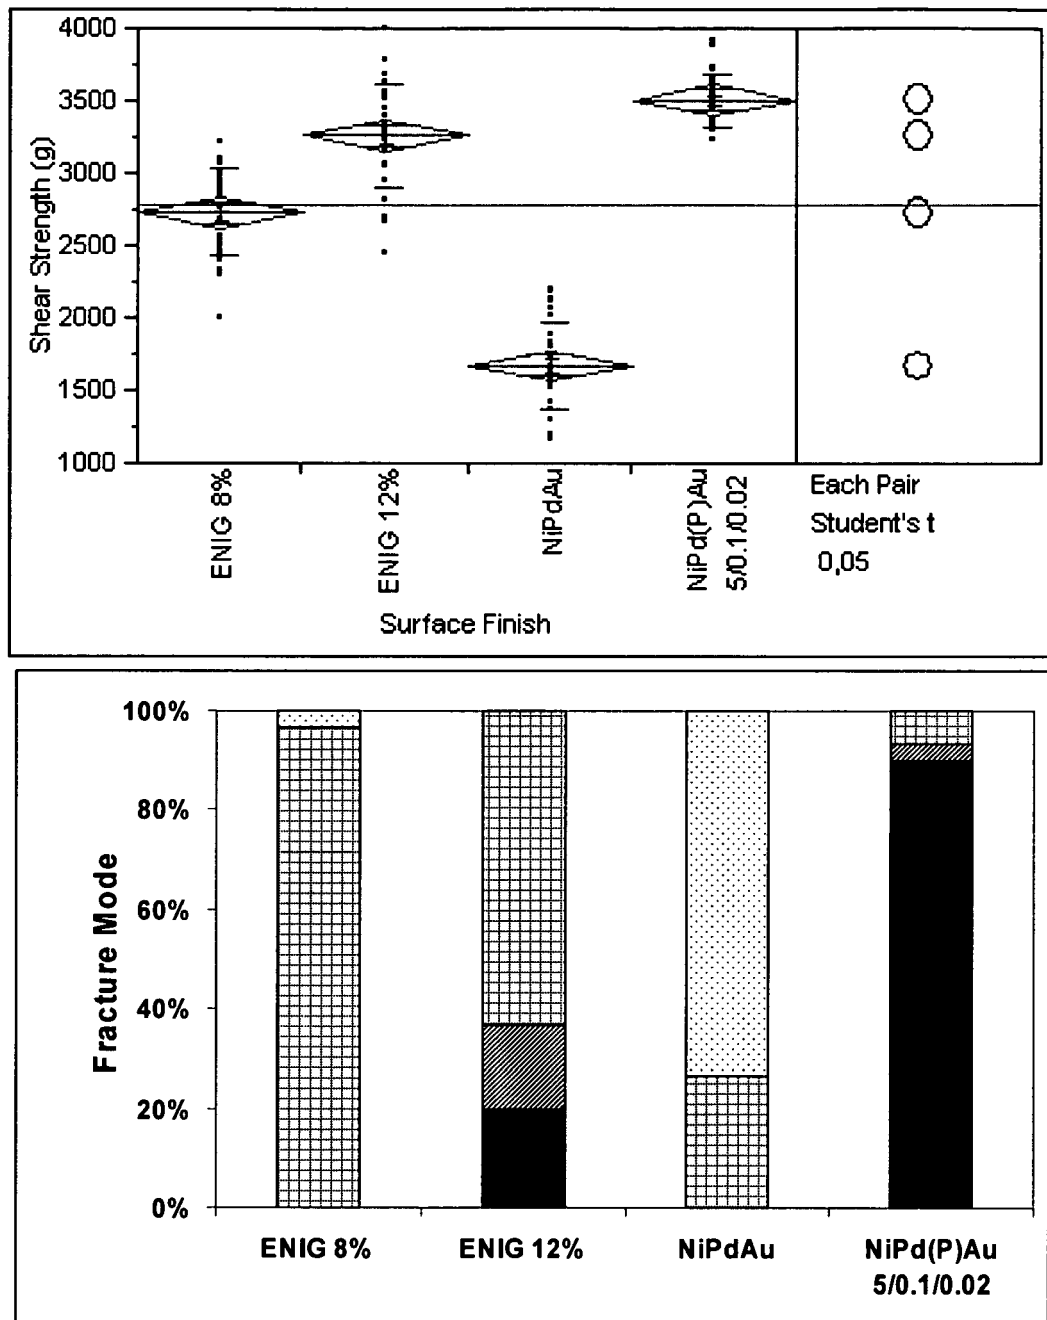 4000
3500
3000
2500
2000
1500
1000
Shear Strength (g)
ENIG 8%
ENIG 12%
NiPdAu
NiPd(P)Au
5/0.1/0.02
Each Pair
Student's t
0,05
Surface Finish
100%
80%
60%
40%
20%
0%
Fracture Mode
ENIG 8%
ENIG 12%
NiPdAu
NiPd(P)Au
5/0.1/0.02